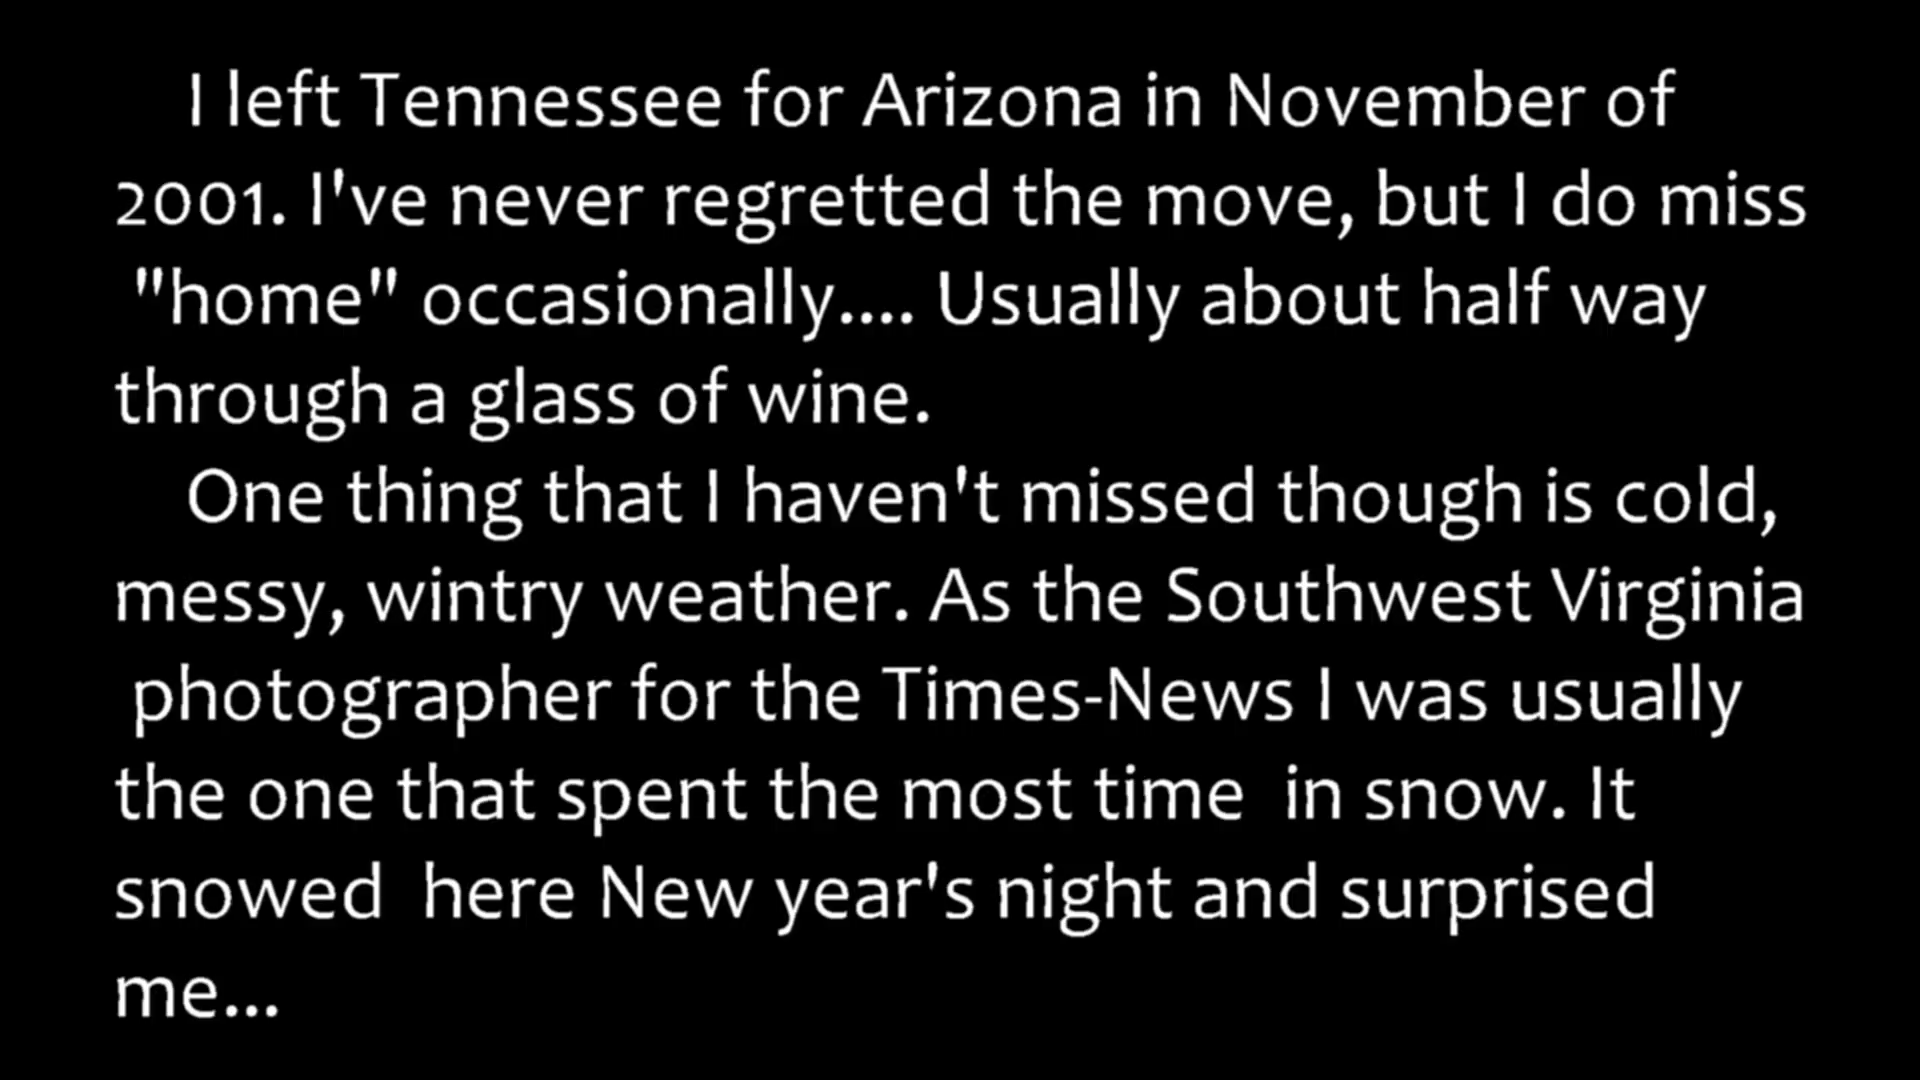 I left Tennessee for Arizona in November of
2001. I've never regretted the move, but I do miss
"home" occasionally.... Usually about half way
through a glass of wine.
One thing that I haven't missed though is cold,
messy, wintry weather. As the Southwest Virginia
photographer for the Times-News I was usually
the one that spent the most time  in snow. It
snowed  here New year's night and surprised
me...